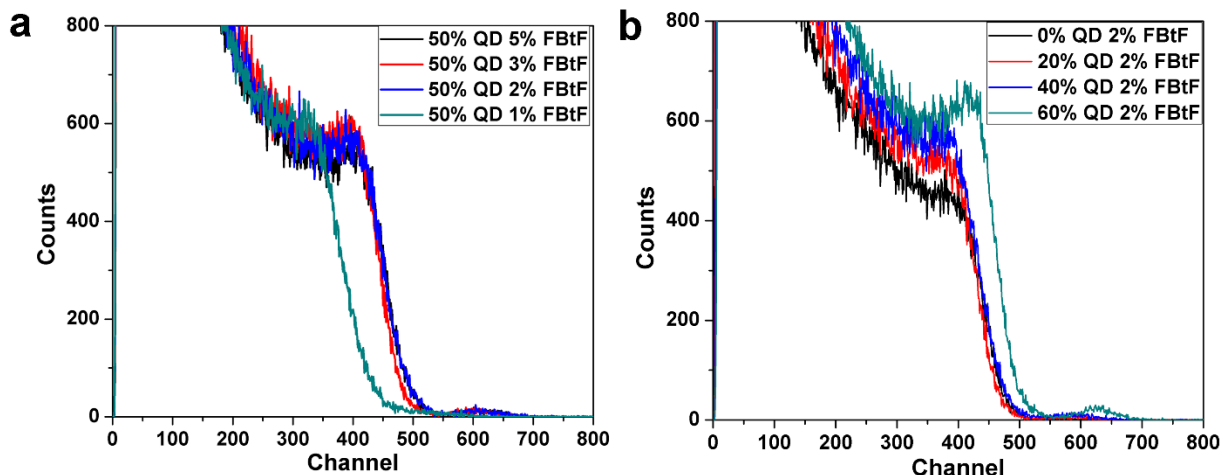 a
800
600
400
200
0
Counts
0 100 200 300 400 500 600 700 800
Channel
50% QD 5% FBtF
50% QD 3% FBtF
50% QD 2% FBtF
50% QD 1% FBtF
b
800
600
400
200
0
Counts
0 100 200 300 400 500 600 700 800
Channel
0% QD 2% FBtF
20% QD 2% FBtF
40% QD 2% FBtF
60% QD 2% FBtF